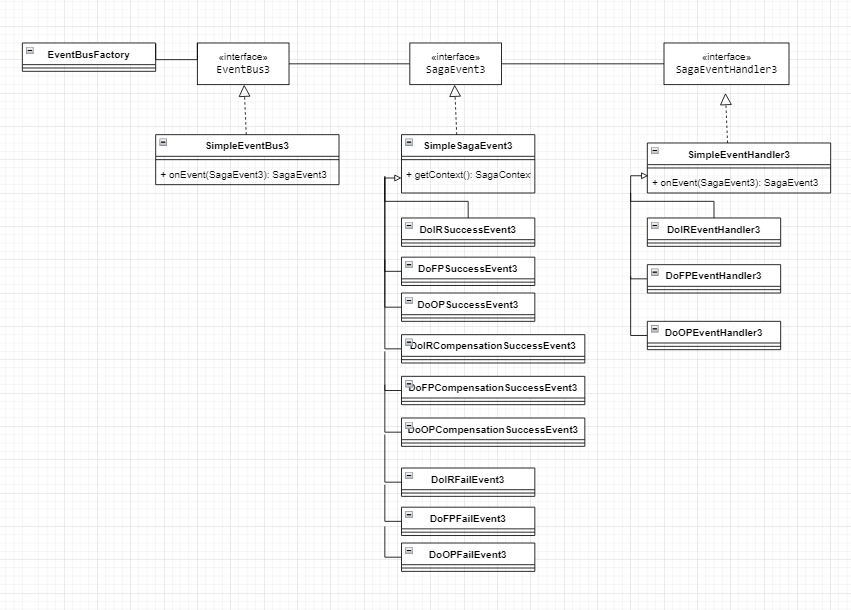 EventBusFactory
«interface»
EventBus3
«interface»
SagaEvent3
«interface»
SagaEventHandler3
SimpleEventBus3
+ onEvent(SagaEvent3): SagaEvent3
SimpleSagaEvent3
+ getContext(): SagaContex
SimpleEventHandler3
+ onEvent(SagaEvent3): SagaEvent3
DoIRSuccessEvent3
DoFPSuccessEvent3
DoOPSuccessEvent3
DoIRCompensationSuccessEvent3
DoFPCompensationSuccessEvent3
DoOPCompensationSuccessEvent3
DoIRFailEvent3
DoFPFailEvent3
DoOPFailEvent3
DoIREventHandler3
DoFPEventHandler3
DoOPEventHandler3